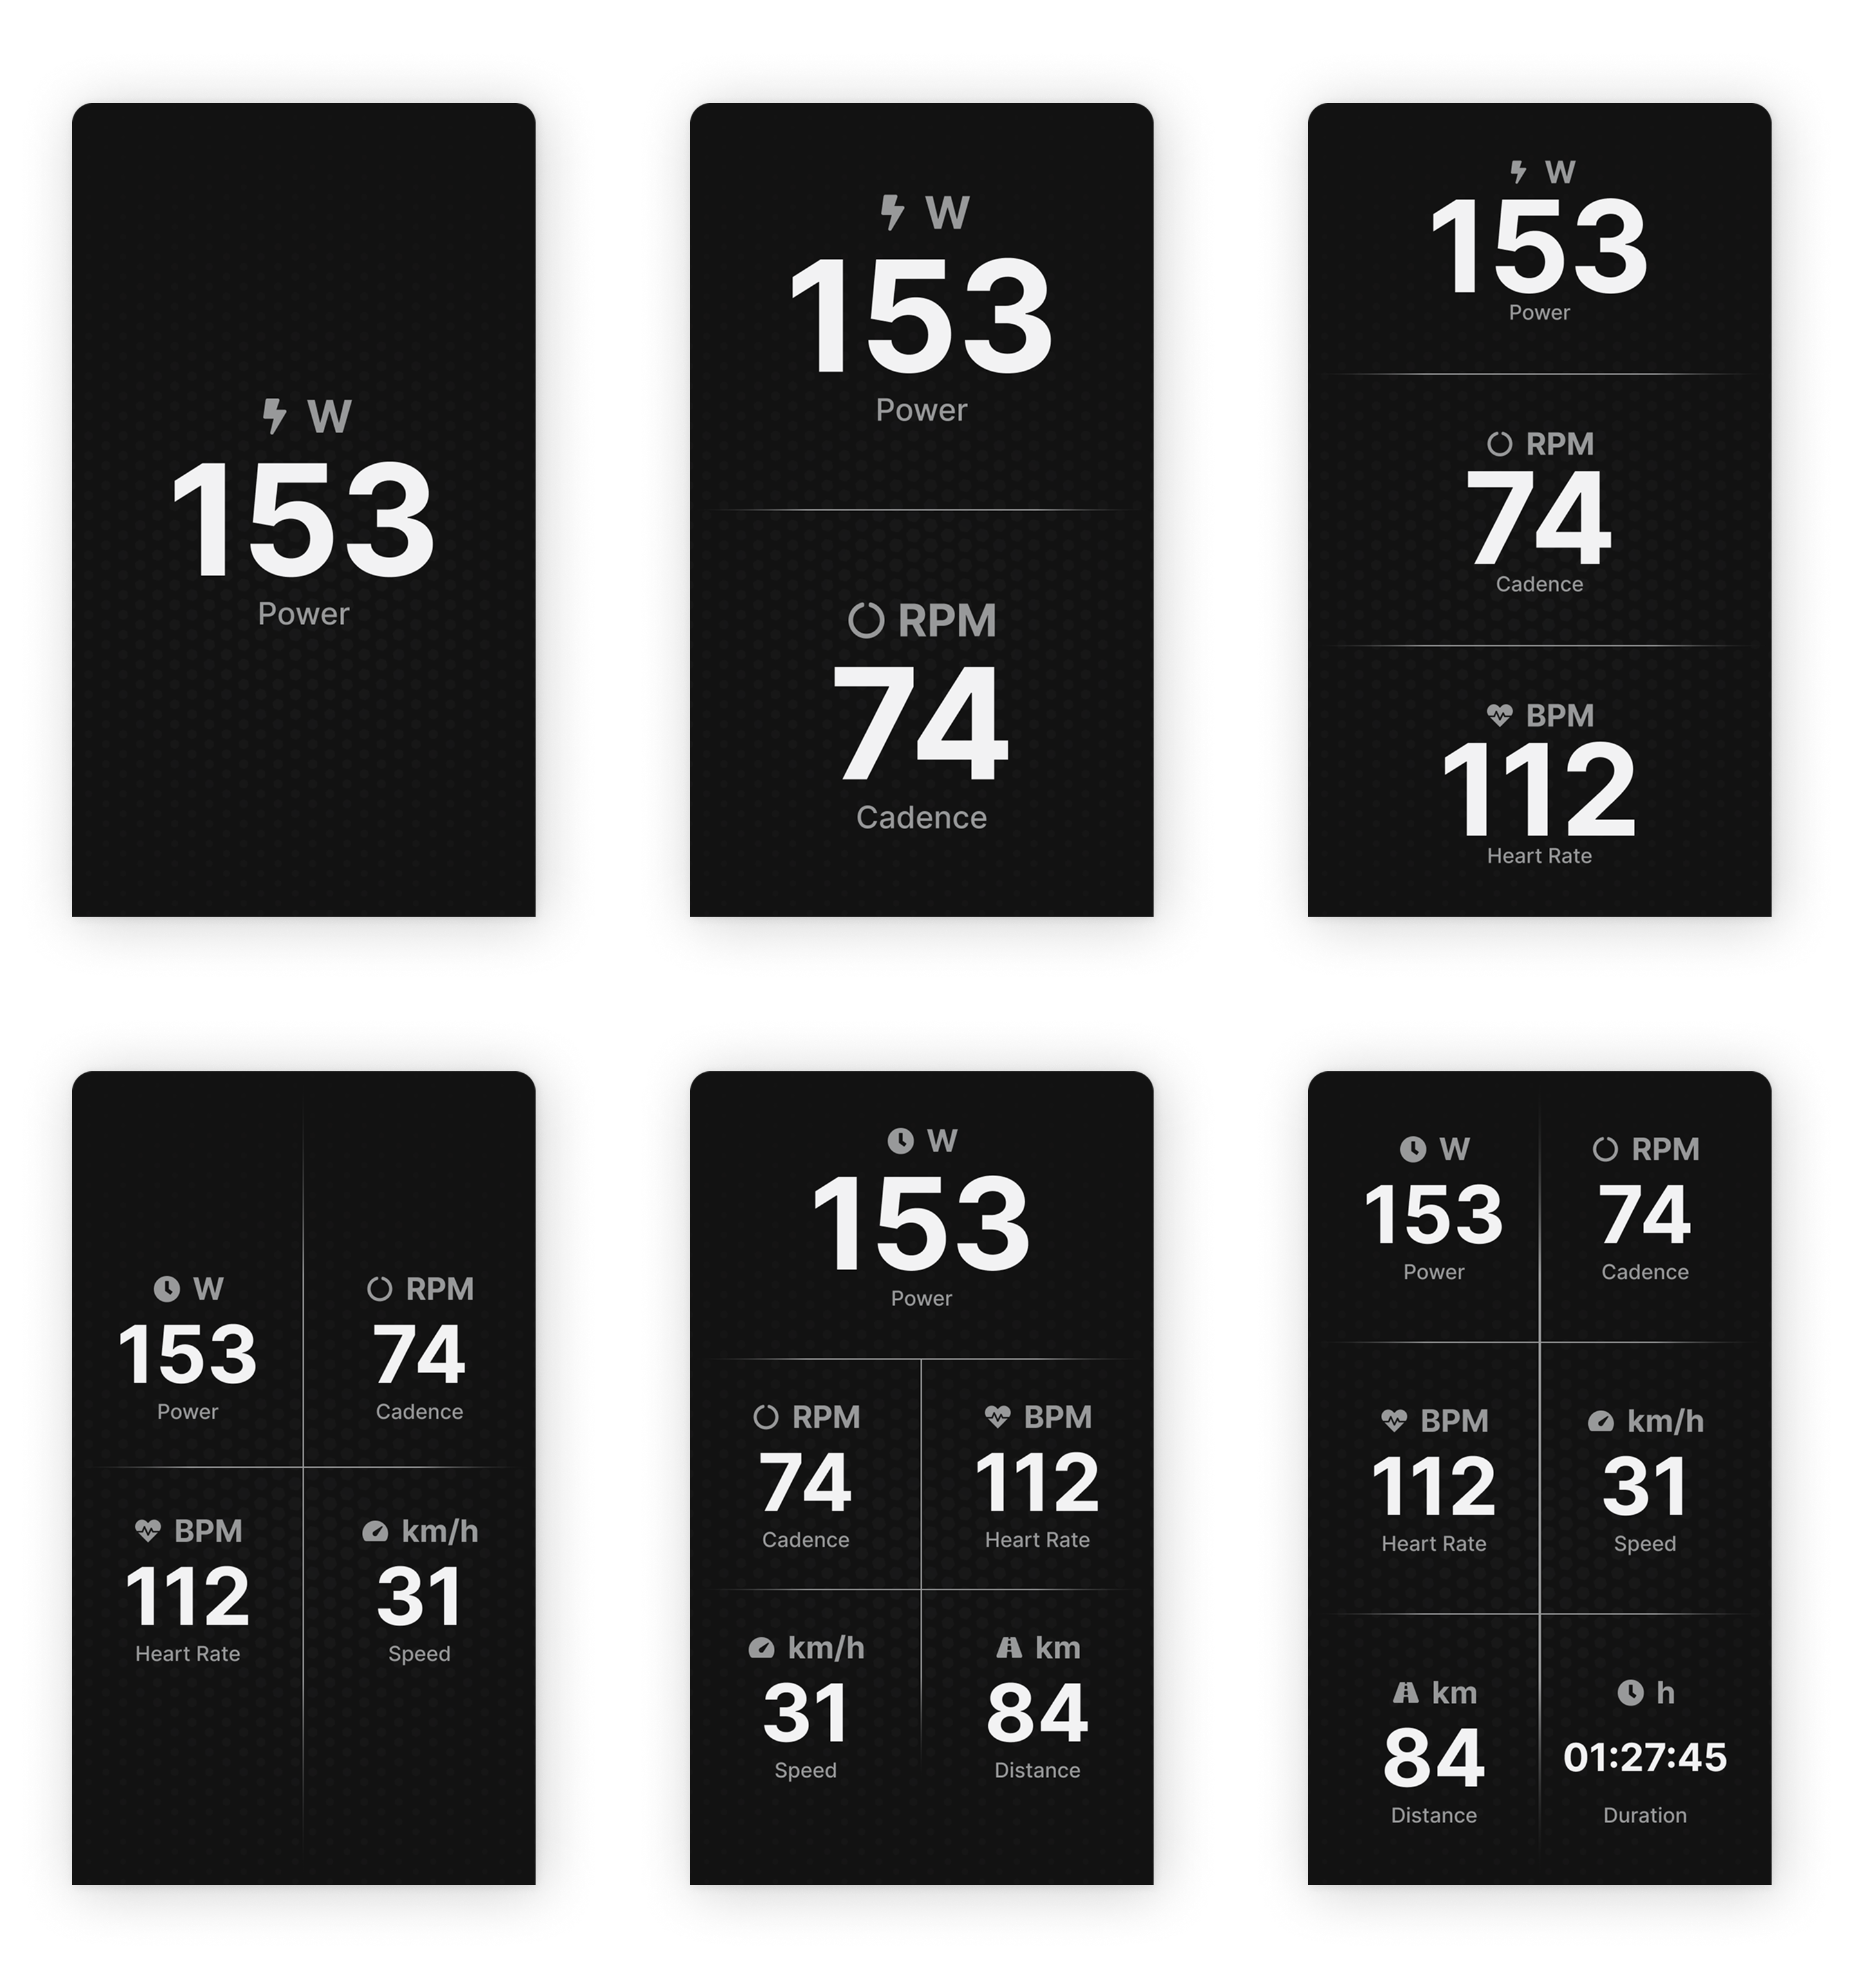 W
153
Power
W
153
Power
RPM
74
Cadence
W
153
Power
RPM
74
Cadence
BPM
112
Heart Rate
W
153
Power
RPM
74
Cadence
BPM
112
Heart Rate
km/h
31
Speed
W
153
Power
RPM
74
Cadence
BPM
112
Heart Rate
km/h
31
Speed
km
84
Distance
W
153
Power
RPM
74
Cadence
BPM
112
Heart Rate
km/h
31
Speed
km
84
Distance
h
01:27:45
Duration